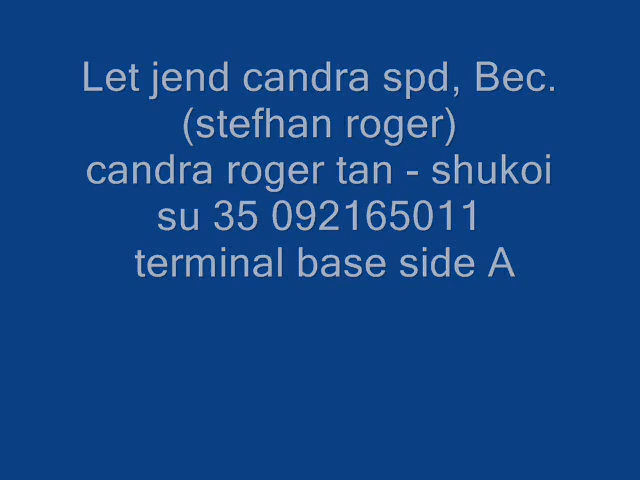 Let jend candra spd, Bec.
(stefhan roger)
candra roger tan - shukoi
su 35 092165011
terminal base side A